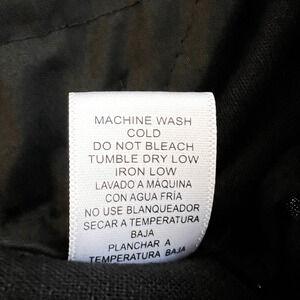 MACHINE WASH
COLD
DO NOT BLEACH
TUMBLE DRY LOW
IRON LOW
LAVADO A MÁQUINA
CON AGUA FRÍA
NO USE BLANQUEADOR
SECAR A TEMPERATURA
BAJA
PLANCHAR A
TEMPERATURA BAJA